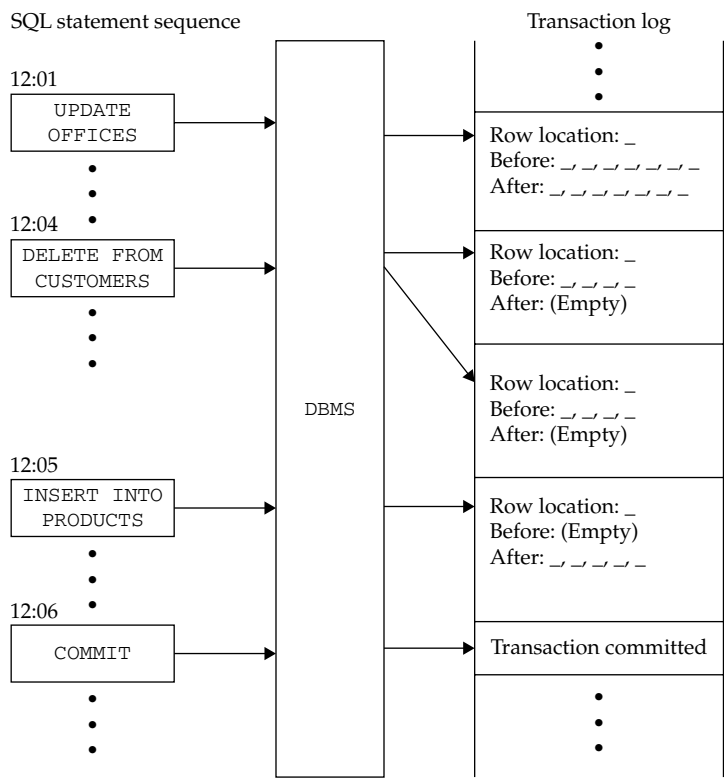 SQL statement sequence
Transaction log
12:01
UPDATE
OFFICES
12:04
DELETE FROM
CUSTOMERS
12:05
INSERT INTO
PRODUCTS
12:06
COMMIT
DBMS
Row location: _
Before: _, _, _, _, _, _, _
After: _, _, _, _, _, _, _
Row location: _
Before: _, _, _, _
After: (Empty)
Row location: _
Before: _, _, _, _
After: (Empty)
Row location: _
Before: (Empty)
After: _, _, _, _, _
Transaction committed